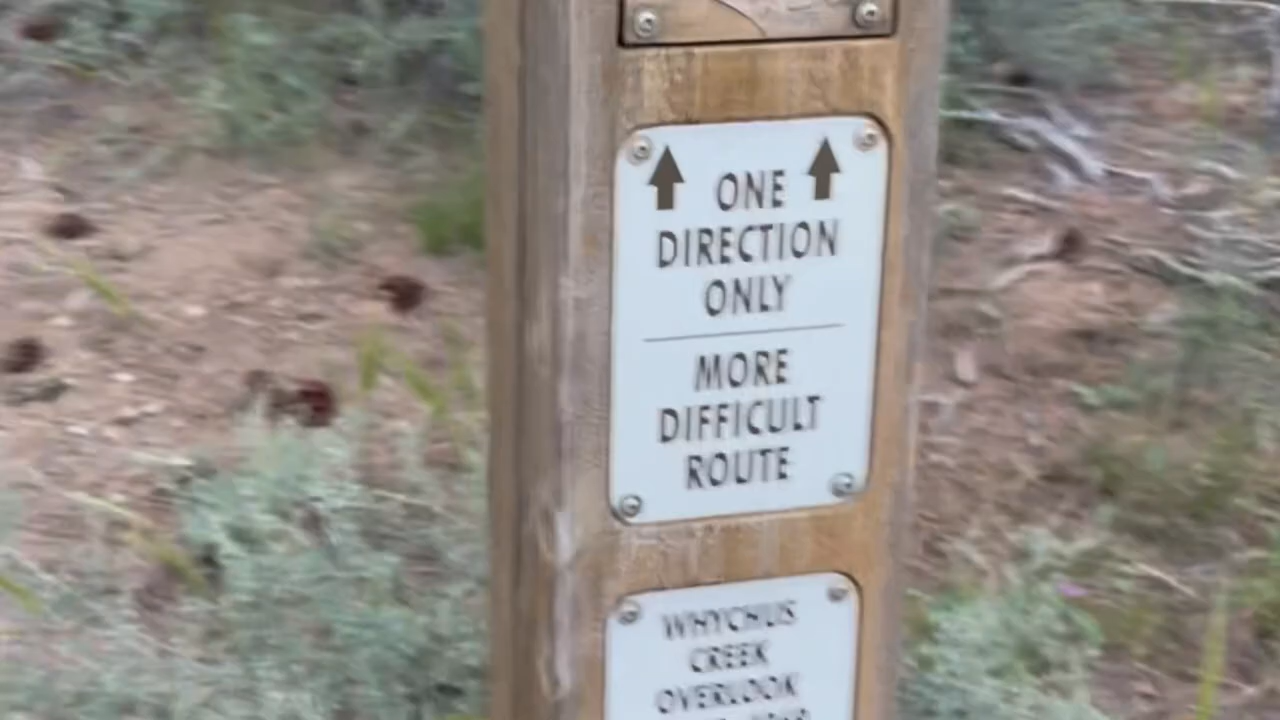 ONE
DIRECTION
ONLY
MORE
DIFFICULT
ROUTE
WHYCHUS
CREEK
OVERLOOK